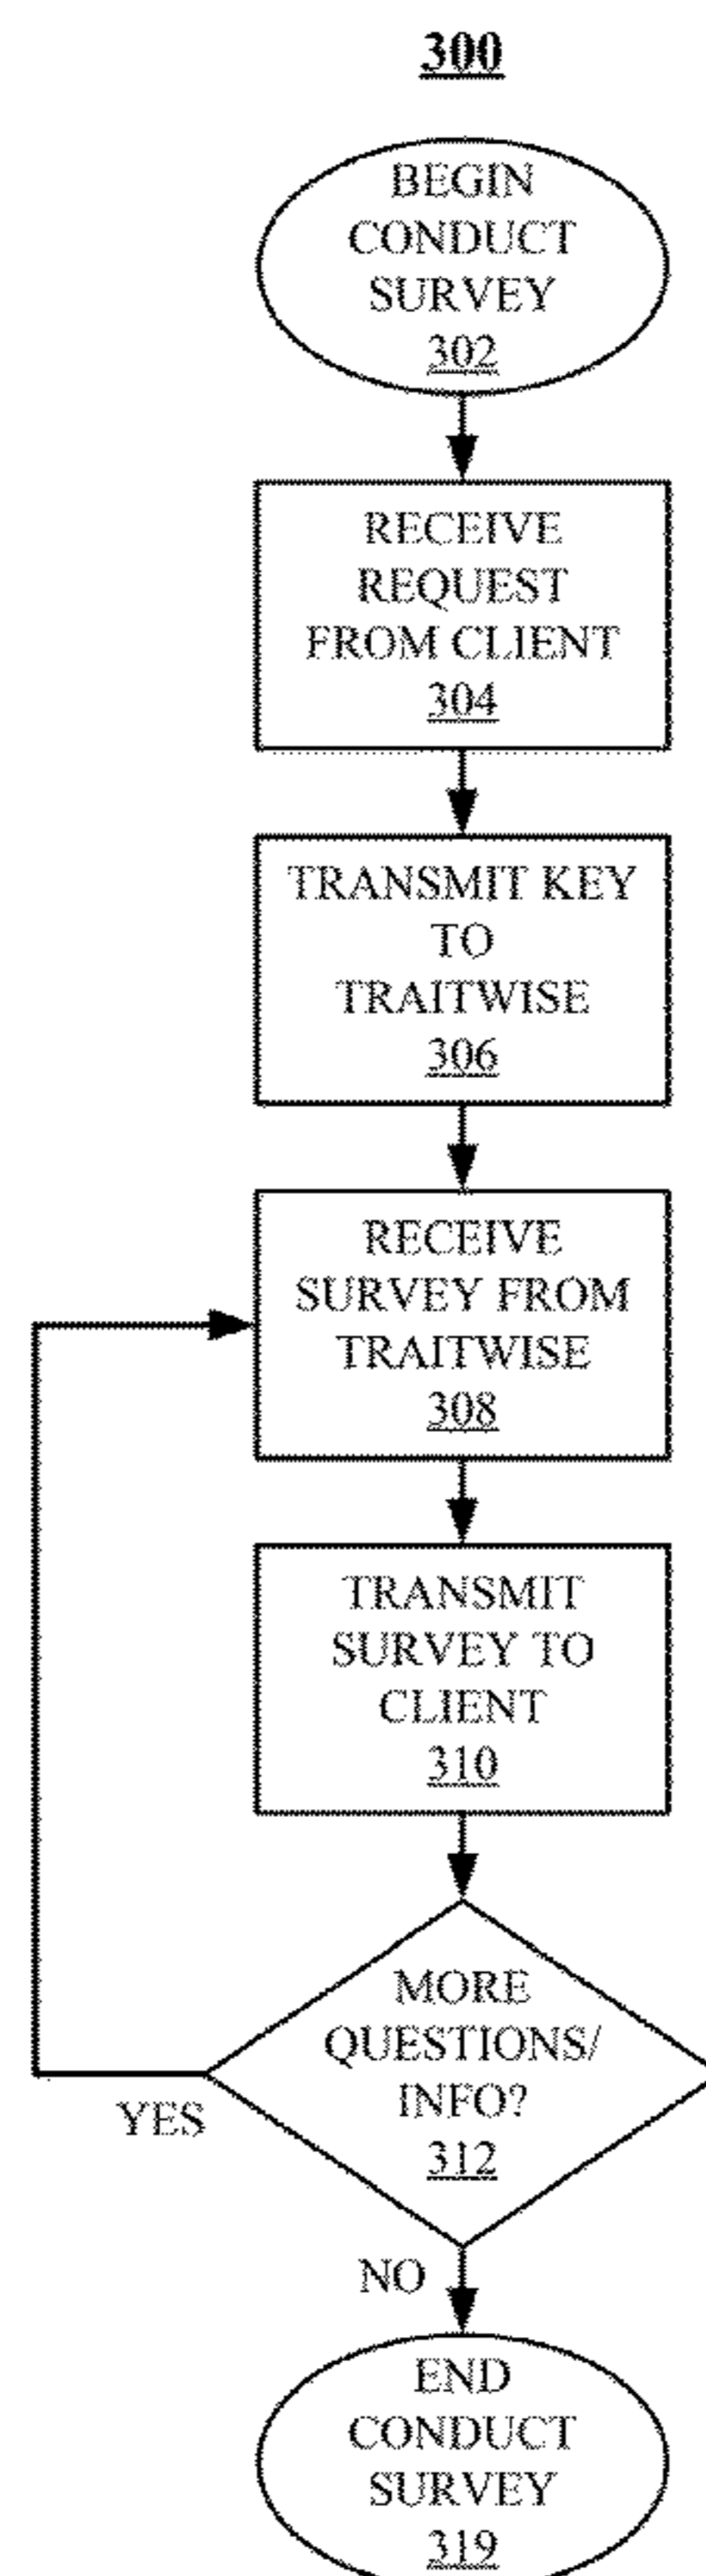 300
BEGIN
CONDUCT
SURVEY
302
RECEIVE
REQUEST
FROM CLIENT
304
TRANSMIT KEY
TO
TRAITWISE
306
RECEIVE
SURVEY FROM
TRAITWISE
308
TRANSMIT
SURVEY TO
CLIENT
310
MORE
QUESTIONS/
INFO?
312
YES
NO
END
CONDUCT
SURVEY
319